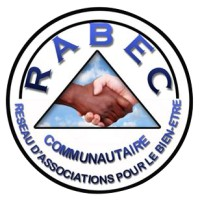 RABEC
COMMUNAUTAIRE
RESEAU D'ASSOCIATIONS POUR LE BIEN-ETRE